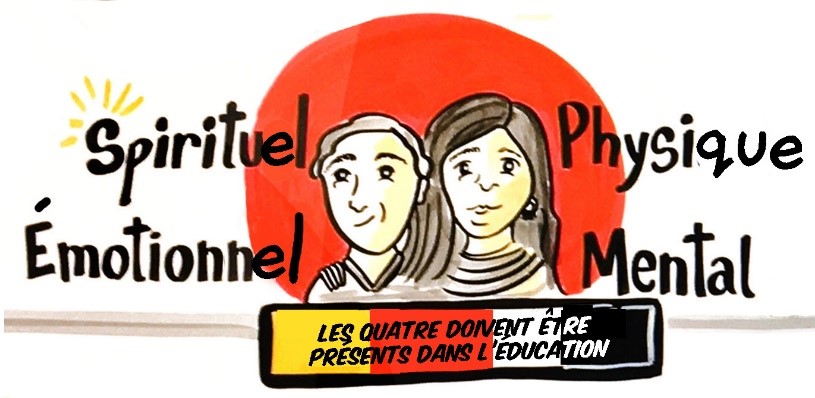 Spirituel
Physique
Émotionnel
Mental
LES QUATRE DOIVENT ÊTRE
PRÉSENTS DANS L'ÉDUCATION